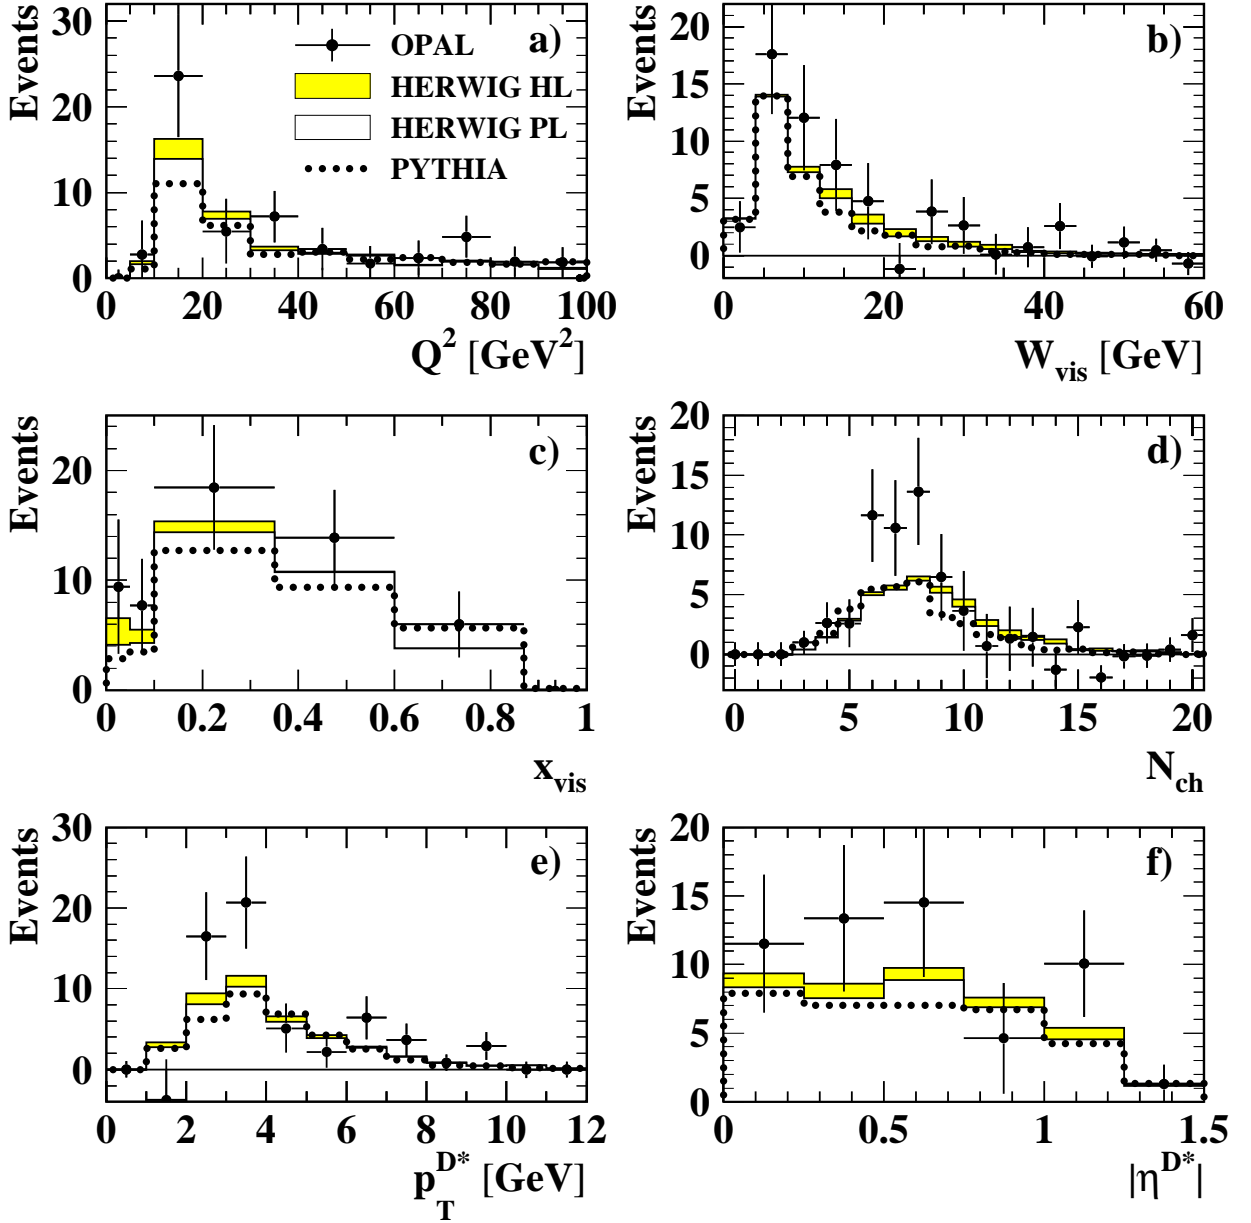 Events
30
20
10
0
a)
OPAL
HERWIG HL
HERWIG PL
PYTHIA
0 20 40 60 80 100
Q² [GeV²]
Events
20
15
10
5
0
b)
0 20 40 60
W_vis [GeV]
Events
20
10
0
c)
0 0.2 0.4 0.6 0.8 1
x_vis
Events
20
15
10
5
0
d)
0 5 10 15 20
N_ch
Events
30
20
10
0
e)
2 4 6 8 10 12
p_T^D* [GeV]
Events
20
15
10
5
0
f)
0 0.5 1 1.5
|η^D*|